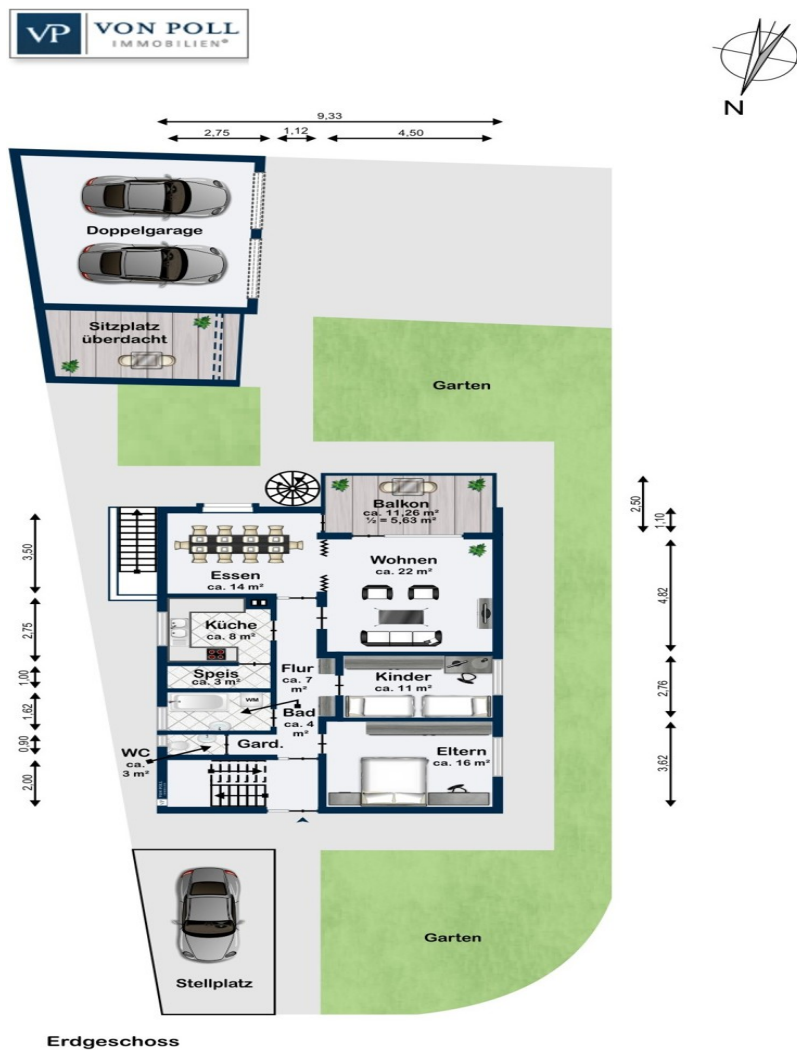 VP VON POLL
IMMOBILIEN®
N
9,33
2,75
1,12
4,50
Doppelgarage
Sitzplatz
überdacht
Garten
Balkon
ca. 11,26 m²
½ = 5,63 m²
2,50
1,10
3,50
Essen
ca. 14 m²
Wohnen
ca. 22 m²
4,82
2,75
Küche
ca. 8 m²
1,00
Speis
ca. 3 m²
Flur
ca. 7
m²
Kinder
ca. 11 m²
2,76
1,62
WM
Bad
ca. 4
m²
0,90
WC
ca.
3 m²
Gard.
Eltern
ca. 16 m²
3,62
2,00
Garten
Stellplatz
Erdgeschoss